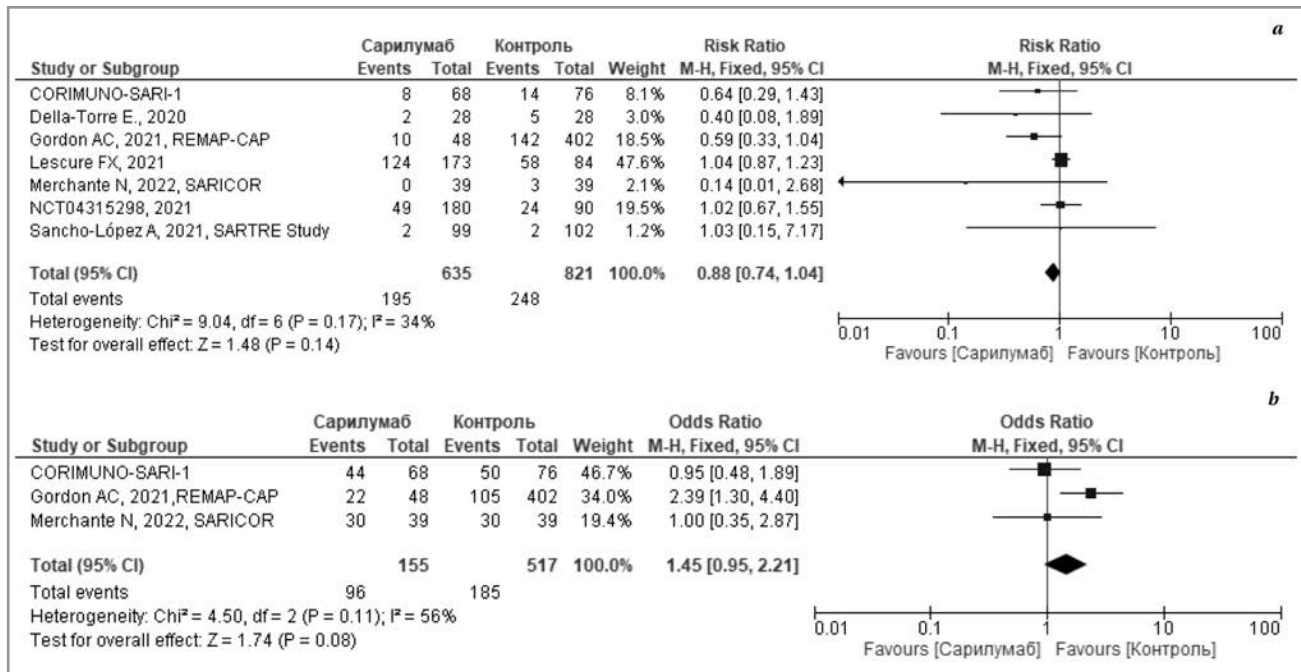 a
Сарилумаб Контроль Risk Ratio Risk Ratio
Study or Subgroup Events Total Events Total Weight M-H, Fixed, 95% CI M-H, Fixed, 95% CI
CORIMUNO-SARI-1 8 68 14 76 8.1% 0.64 [0.29, 1.43]
Della-Torre E., 2020 2 28 5 28 3.0% 0.40 [0.08, 1.89]
Gordon AC, 2021, REMAP-CAP 10 48 142 402 18.5% 0.59 [0.33, 1.04]
Lescure FX, 2021 124 173 58 84 47.6% 1.04 [0.87, 1.23]
Merchante N, 2022, SARICOR 0 39 3 39 2.1% 0.14 [0.01, 2.68]
NCT04315298, 2021 49 180 24 90 19.5% 1.02 [0.67, 1.55]
Sancho-López A, 2021, SARTRE Study 2 99 2 102 1.2% 1.03 [0.15, 7.17]
Total (95% CI) 635 821 100.0% 0.88 [0.74, 1.04]
Total events 195 248
Heterogeneity: Chi² = 9.04, df = 6 (P = 0.17); I² = 34%
Test for overall effect: Z = 1.48 (P = 0.14)
0.01 0.1 1 10 100
Favours [Сарилумаб] Favours [Контроль]
b
Сарилумаб Контроль Odds Ratio Odds Ratio
Study or Subgroup Events Total Events Total Weight M-H, Fixed, 95% CI M-H, Fixed, 95% CI
CORIMUNO-SARI-1 44 68 50 76 46.7% 0.95 [0.48, 1.89]
Gordon AC, 2021,REMAP-CAP 22 48 105 402 34.0% 2.39 [1.30, 4.40]
Merchante N, 2022, SARICOR 30 39 30 39 19.4% 1.00 [0.35, 2.87]
Total (95% CI) 155 517 100.0% 1.45 [0.95, 2.21]
Total events 96 185
Heterogeneity: Chi² = 4.50, df = 2 (P = 0.11); I² = 56%
Test for overall effect: Z = 1.74 (P = 0.08)
0.01 0.1 1 10 100
Favours [Сарилумаб] Favours [Контроль]